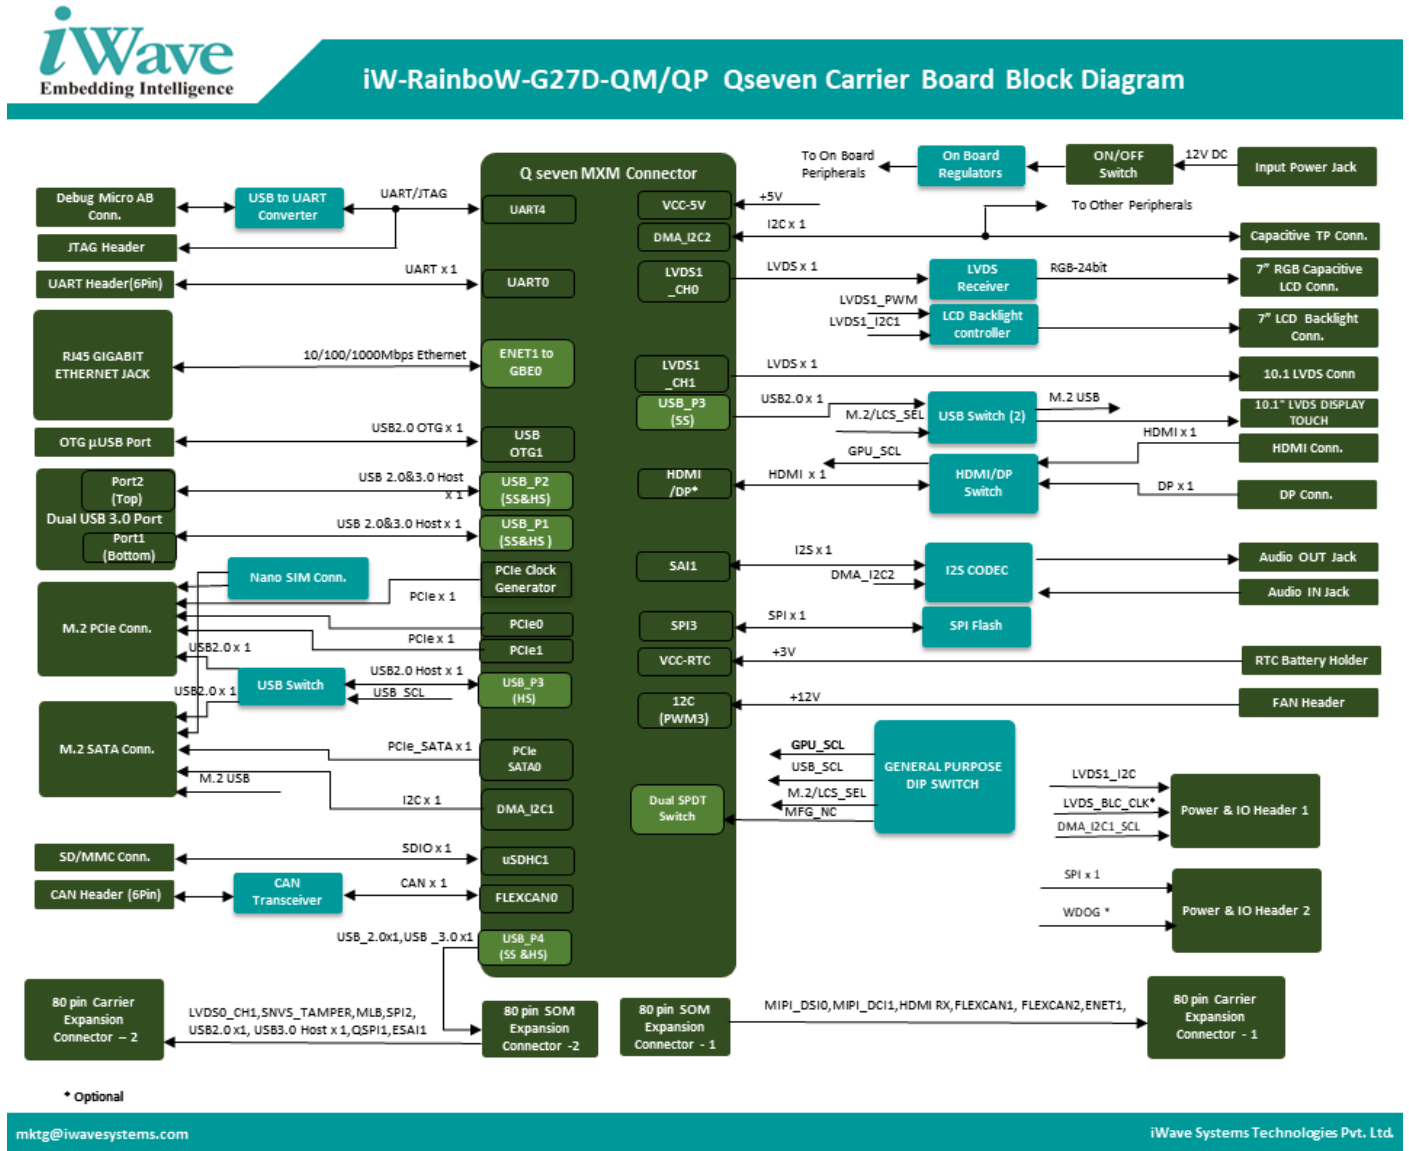 iWave
Embedding Intelligence
iW-RainboW-G27D-QM/QP Qseven Carrier Board Block Diagram
Q seven MXM Connector
Debug Micro AB
Conn.
USB to UART
Converter
UART/JTAG
UART4
JTAG Header
UART Header(6Pin)
UART x 1
UART0
RJ45 GIGABIT
ETHERNET JACK
10/100/1000Mbps Ethernet
ENET1 to
GBE0
OTG µUSB Port
USB2.0 OTG x 1
USB
OTG1
Port2
(Top)
Dual USB 3.0 Port
Port1
(Bottom)
USB 2.0&3.0 Host
x 1
USB_P2
(SS&HS)
USB 2.0&3.0 Host x 1
USB_P1
(SS&HS )
Nano SIM Conn.
PCIe Clock
Generator
PCIe x 1
M.2 PCIe Conn.
PCIe0
PCIe x 1
PCIe1
USB2.0 x 1
USB Switch
USB2.0 Host x 1
USB_SCL
USB_P3
(HS)
USB2.0 x 1
M.2 SATA Conn.
PCIe_SATA x 1
PCIe
SATA0
M.2 USB
I2C x 1
DMA_I2C1
SD/MMC Conn.
SDIO x 1
uSDHC1
CAN Header (6Pin)
CAN
Transceiver
CAN x 1
FLEXCAN0
USB_2.0x1,USB _3.0 x1
USB_P4
(SS &HS)
To On Board
Peripherals
On Board
Regulators
ON/OFF
Switch
12V DC
Input Power Jack
VCC-5V
+5V
To Other Peripherals
DMA_I2C2
I2C x 1
Capacitive TP Conn.
LVDS1
_CH0
LVDS x 1
LVDS
Receiver
RGB-24bit
7” RGB Capacitive
LCD Conn.
LVDS1_PWM
LVDS1_I2C1
LCD Backlight
controller
7” LCD Backlight
Conn.
LVDS1
_CH1
LVDS x 1
10.1 LVDS Conn
USB_P3
(SS)
USB2.0 x 1
M.2/LCS_SEL
USB Switch (2)
M.2 USB
10.1" LVDS DISPLAY
TOUCH
HDMI x 1
HDMI Conn.
GPU_SCL
HDMI
/DP*
HDMI x 1
HDMI/DP
Switch
DP x 1
DP Conn.
SAI1
I2S x 1
DMA_I2C2
I2S CODEC
Audio OUT Jack
Audio IN Jack
SPI3
SPI x 1
SPI Flash
VCC-RTC
+3V
RTC Battery Holder
12C
(PWM3)
+12V
FAN Header
GPU_SCL
USB_SCL
M.2/LCS_SEL
MFG_NC
GENERAL PURPOSE
DIP SWITCH
Dual SPDT
Switch
LVDS1_I2C
LVDS_BLC_CLK*
DMA_I2C1_SCL
Power & IO Header 1
SPI x 1
WDOG *
Power & IO Header 2
80 pin Carrier
Expansion
Connector – 2
LVDS0_CH1,SNVS_TAMPER,MLB,SPI2,
USB2.0 x1, USB3.0 Host x 1,QSPI1,ESAI1
80 pin SOM
Expansion
Connector -2
80 pin SOM
Expansion
Connector - 1
MIPI_DSI0,MIPI_DCI1,HDMI RX,FLEXCAN1, FLEXCAN2,ENET1,
80 pin Carrier
Expansion
Connector - 1
* Optional
mktg@iwavesystems.com
iWave Systems Technologies Pvt. Ltd.